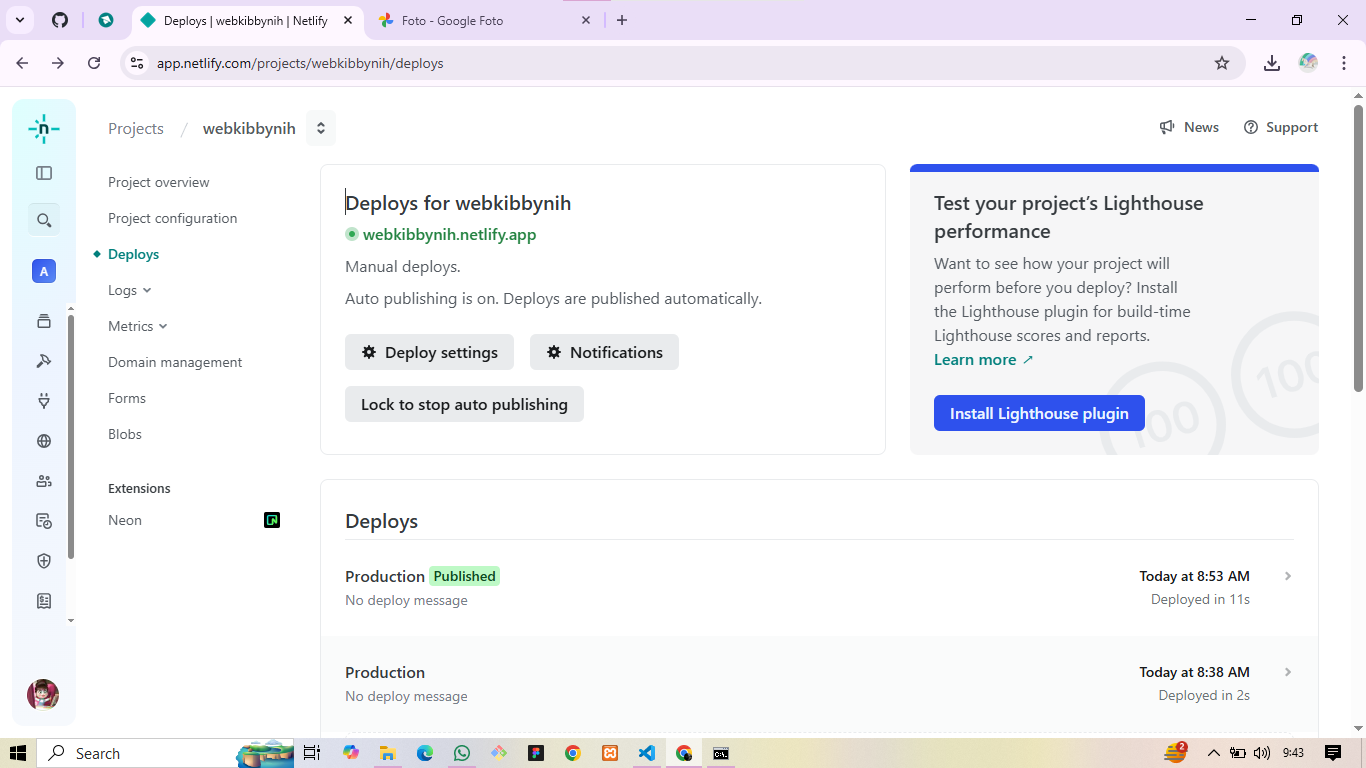 Deploys | webkibbynih | Netlify
Foto - Google Foto
app.netlify.com/projects/webkibbynih/deploys
n
Projects / webkibbynih
News
Support
A
Project overview
Project configuration
Deploys
Logs
Metrics
Domain management
Forms
Blobs
Extensions
Neon
Deploys for webkibbynih
webkibbynih.netlify.app
Manual deploys.
Auto publishing is on. Deploys are published automatically.
Deploy settings
Notifications
Lock to stop auto publishing
Test your project's Lighthouse
performance
Want to see how your project will
perform before you deploy? Install
the Lighthouse plugin for build-time
Lighthouse scores and reports.
Learn more ↗
Install Lighthouse plugin
100
100
Deploys
Production Published
Today at 8:53 AM
No deploy message
Deployed in 11s
Production
Today at 8:38 AM
No deploy message
Deployed in 2s
Search
2
9:43